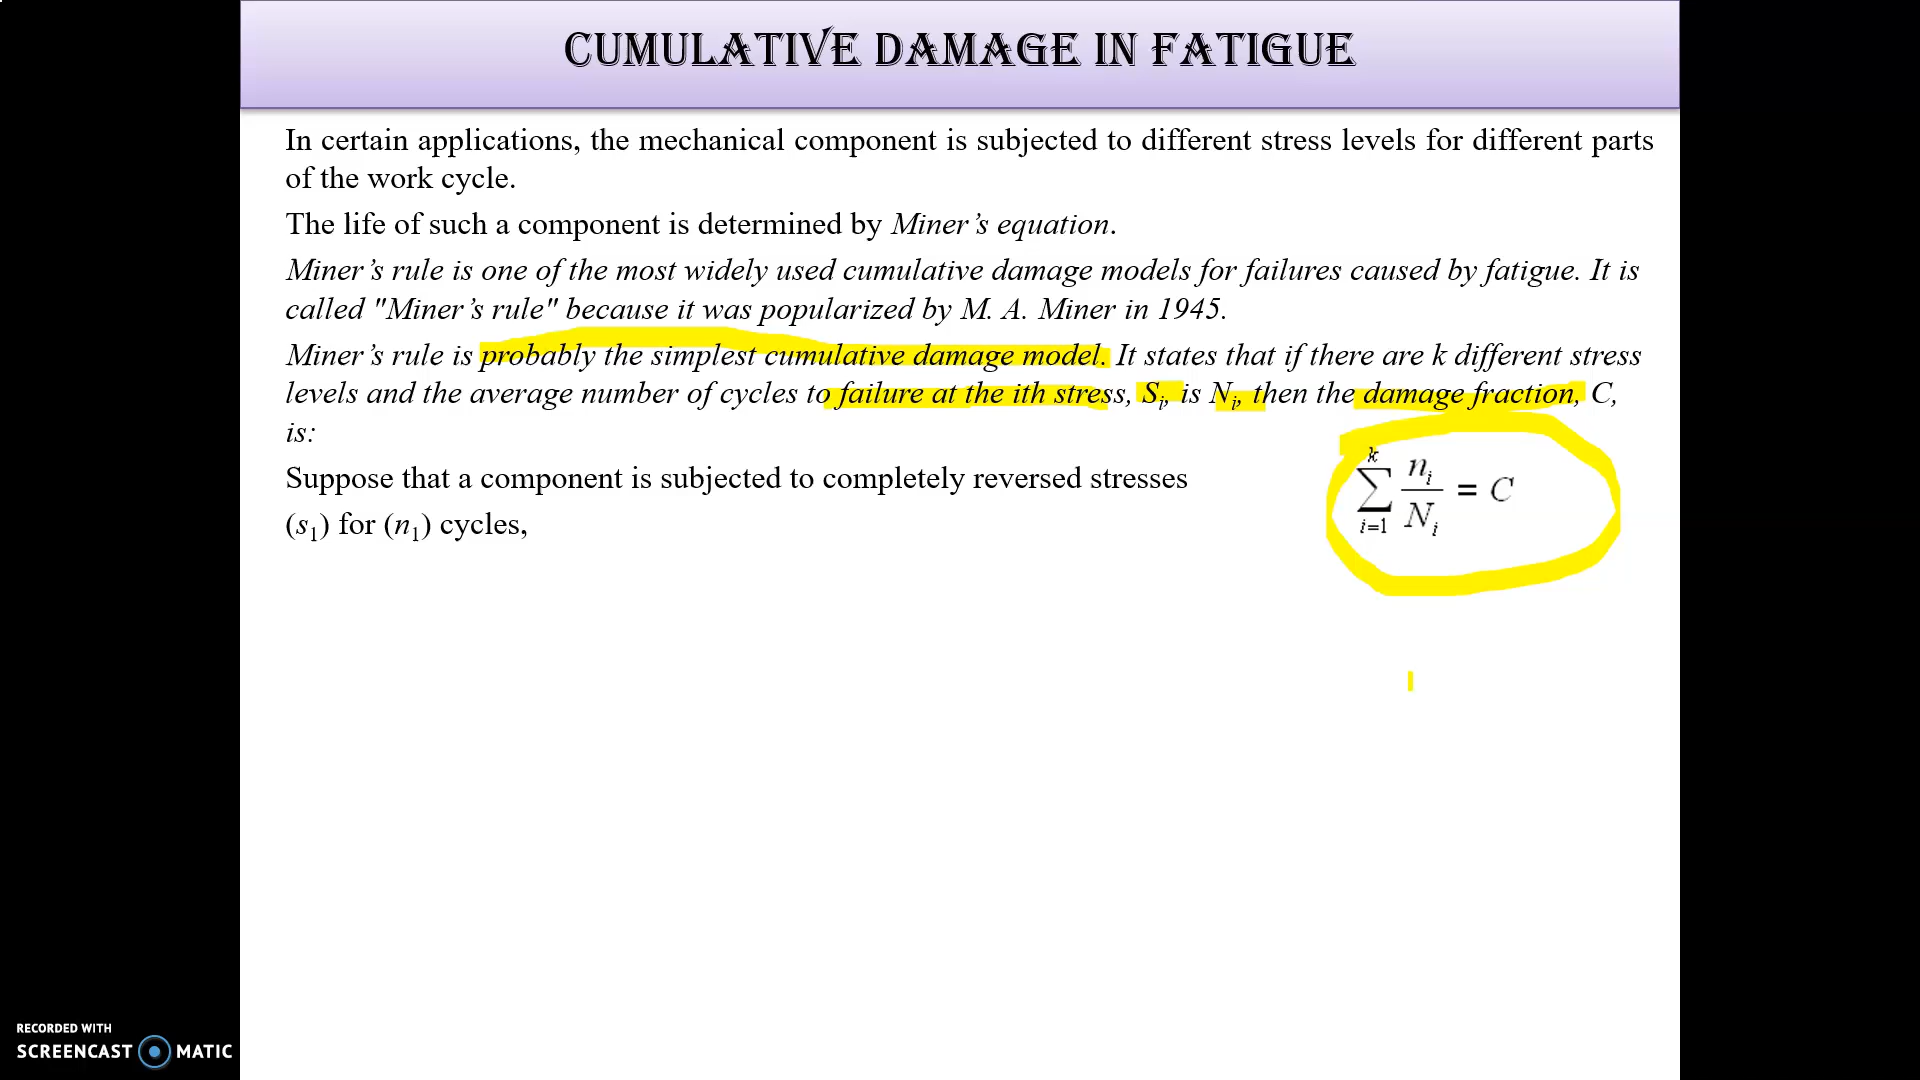 CUMULATIVE DAMAGE IN FATIGUE
In certain applications, the mechanical component is subjected to different stress levels for different parts
of the work cycle.
The life of such a component is determined by Miner’s equation.
Miner’s rule is one of the most widely used cumulative damage models for failures caused by fatigue. It is
called "Miner’s rule" because it was popularized by M. A. Miner in 1945.
Miner’s rule is probably the simplest cumulative damage model. It states that if there are k different stress
levels and the average number of cycles to failure at the ith stress, Sᵢ, is Nᵢ, then the damage fraction, C,
is:
∑_{i=1}^{k} nᵢ/Nᵢ = C
Suppose that a component is subjected to completely reversed stresses
(s₁) for (n₁) cycles,
RECORDED WITH
SCREENCAST MATIC